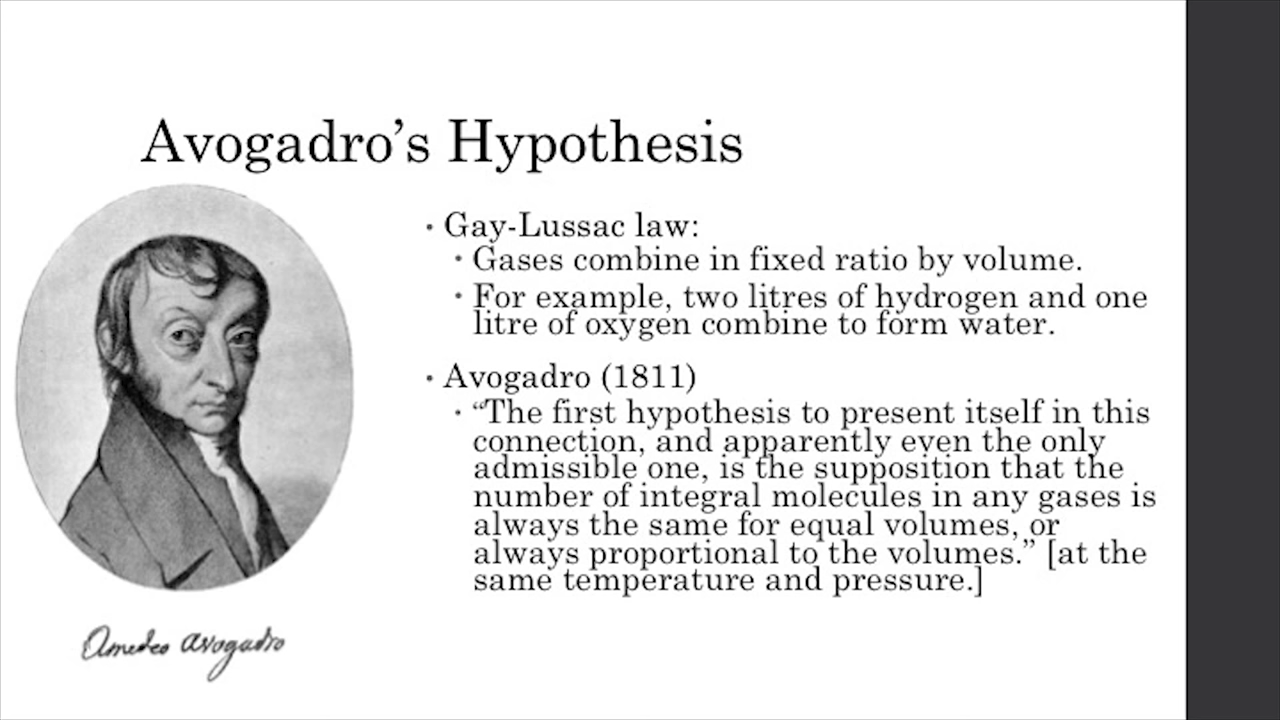 Avogadro’s Hypothesis
• Gay-Lussac law:
• Gases combine in fixed ratio by volume.
• For example, two litres of hydrogen and one
litre of oxygen combine to form water.
• Avogadro (1811)
• “The first hypothesis to present itself in this
connection, and apparently even the only
admissible one, is the supposition that the
number of integral molecules in any gases is
always the same for equal volumes, or
always proportional to the volumes.” [at the
same temperature and pressure.]
Amedeo Avogadro